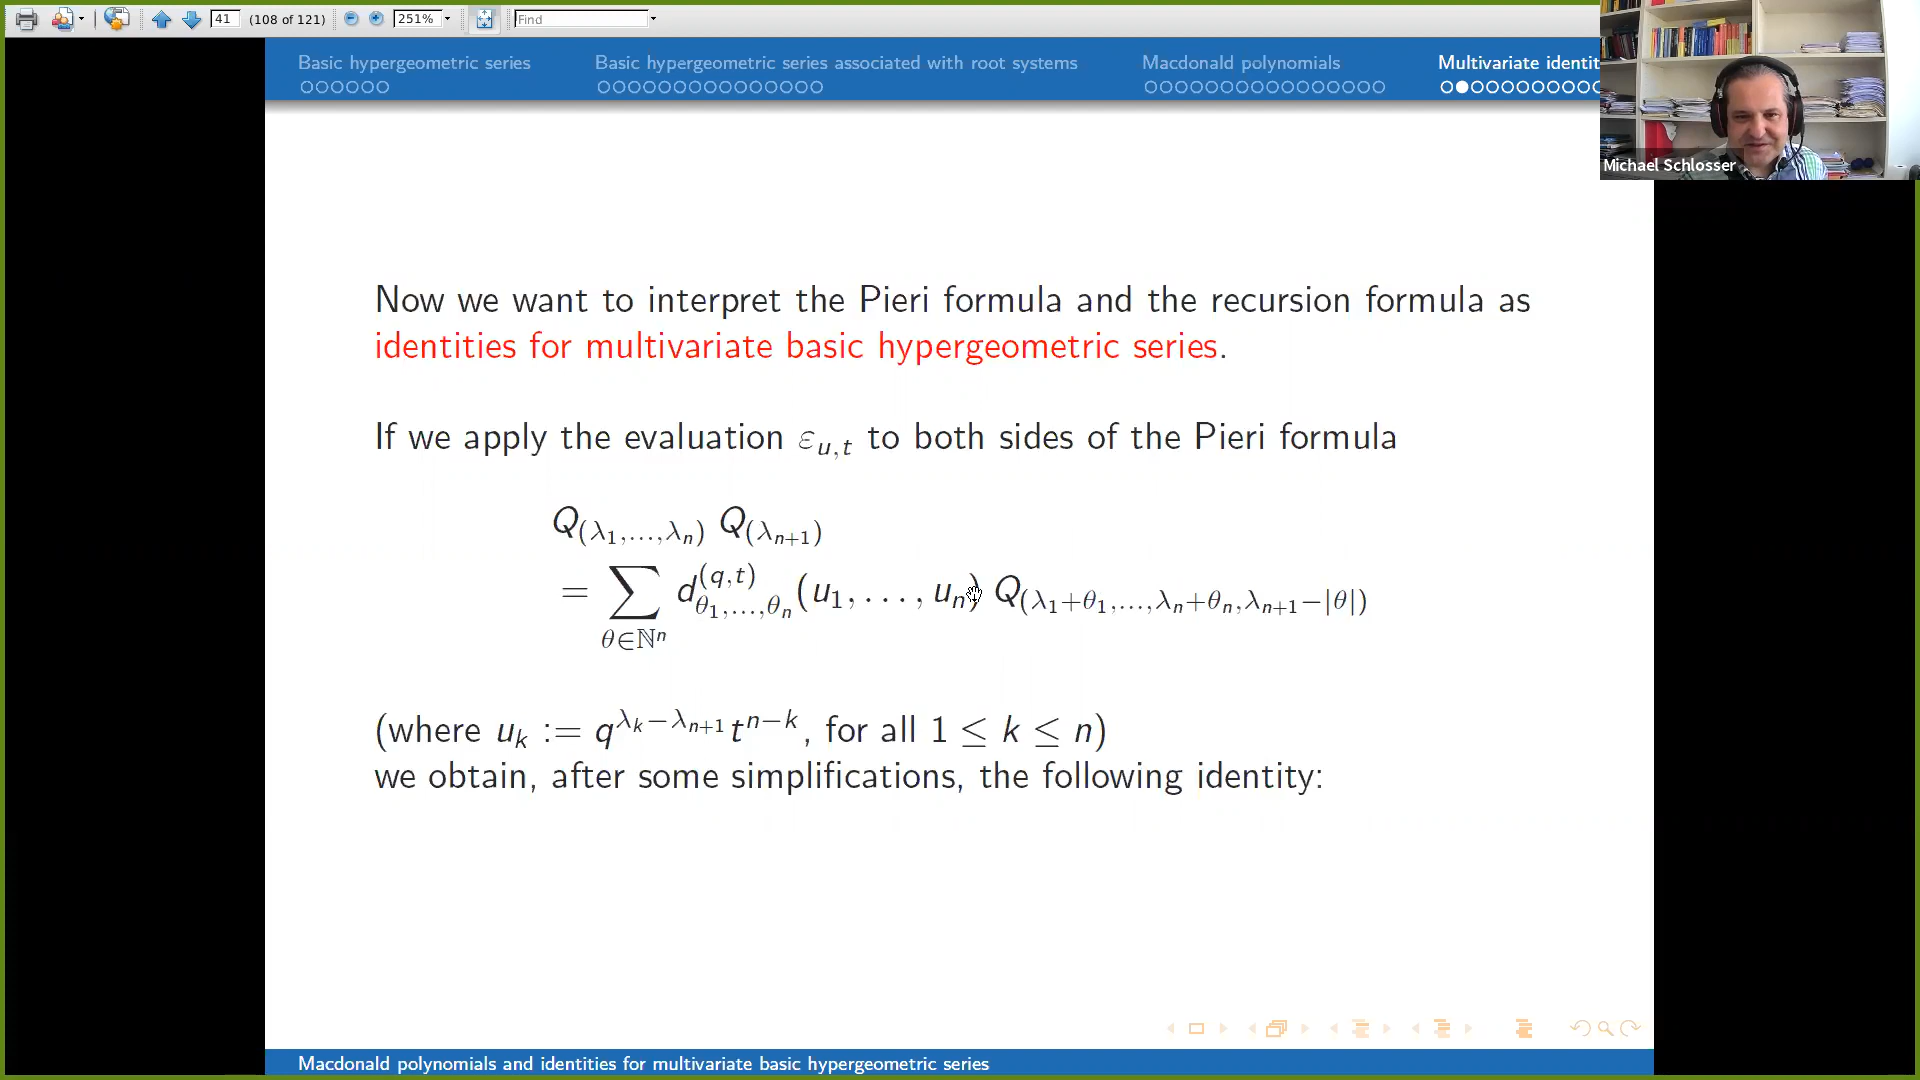 41 (108 of 121) 251% Find
Basic hypergeometric series Basic hypergeometric series associated with root systems Macdonald polynomials Multivariate identit
Michael Schlosser
Now we want to interpret the Pieri formula and the recursion formula as
identities for multivariate basic hypergeometric series.
If we apply the evaluation ε_{u,t} to both sides of the Pieri formula
Q_{(λ_1,…,λ_n)} Q_{(λ_{n+1})}
= ∑_{θ∈ℕ^n} d^{(q,t)}_{θ_1,…,θ_n}(u_1, …, u_n) Q_{(λ_1+θ_1,…,λ_n+θ_n,λ_{n+1}−|θ|)}
(where u_k := q^{λ_k−λ_{n+1}} t^{n−k}, for all 1 ≤ k ≤ n)
we obtain, after some simplifications, the following identity:
Macdonald polynomials and identities for multivariate basic hypergeometric series